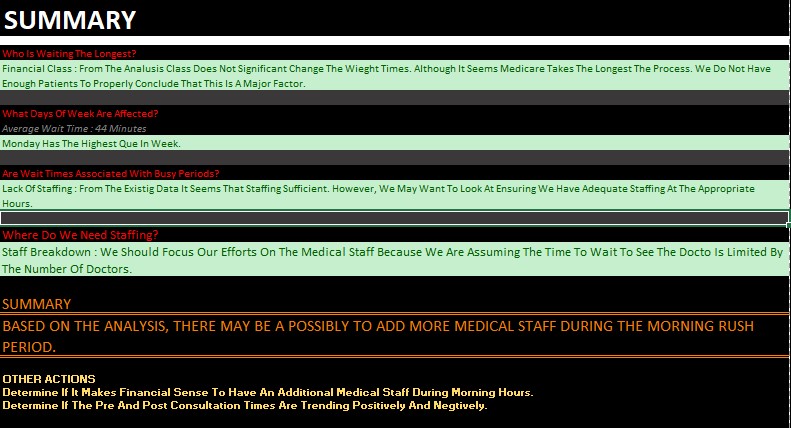 SUMMARY
Who Is Waiting The Longest?
Financial Class : From The Analusis Class Does Not Significant Change The Wieght Times. Although It Seems Medicare Takes The Longest The Process. We Do Not Have
Enough Patients To Properly Conclude That This Is A Major Factor.
What Days Of Week Are Affected?
Average Wait Time : 44 Minutes
Monday Has The Highest Que In Week.
Are Wait Times Associated With Busy Periods?
Lack Of Staffing : From The Existig Data It Seems That Staffing Sufficient. However, We May Want To Look At Ensuring We Have Adequate Staffing At The Appropriate
Hours.
Where Do We Need Staffing?
Staff Breakdown : We Should Focus Our Efforts On The Medical Staff Because We Are Assuming The Time To Wait To See The Docto Is Limited By
The Number Of Doctors.
SUMMARY
BASED ON THE ANALYSIS, THERE MAY BE A POSSIBLY TO ADD MORE MEDICAL STAFF DURING THE MORNING RUSH
PERIOD.
OTHER ACTIONS
Determine If It Makes Financial Sense To Have An Additional Medical Staff During Morning Hours.
Determine If The Pre And Post Consultation Times Are Trending Positively And Negtively.